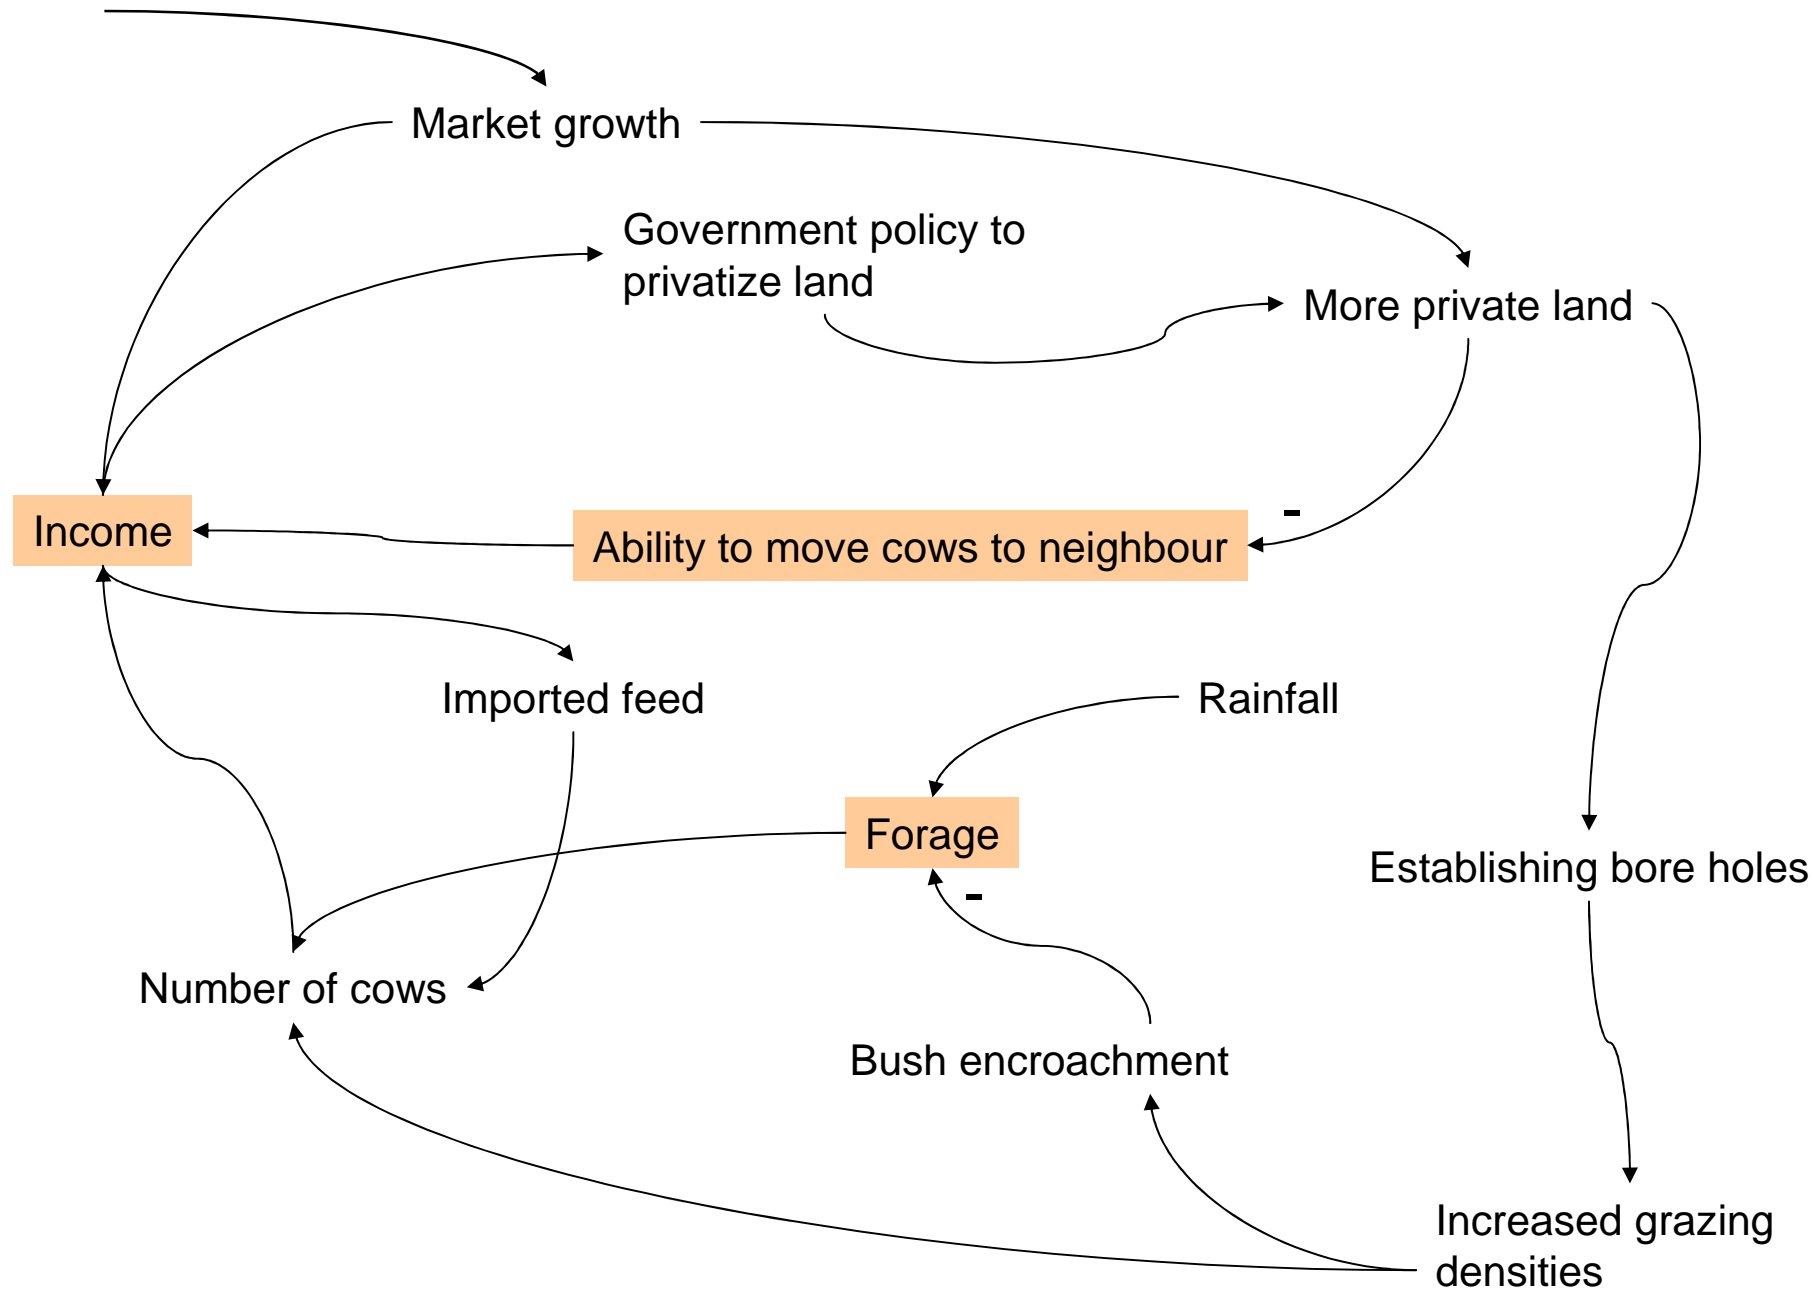 Market growth
Government policy to
privatize land
More private land
Income
Ability to move cows to neighbour
-
Imported feed
Rainfall
Forage
-
Establishing bore holes
Number of cows
Bush encroachment
Increased grazing
densities